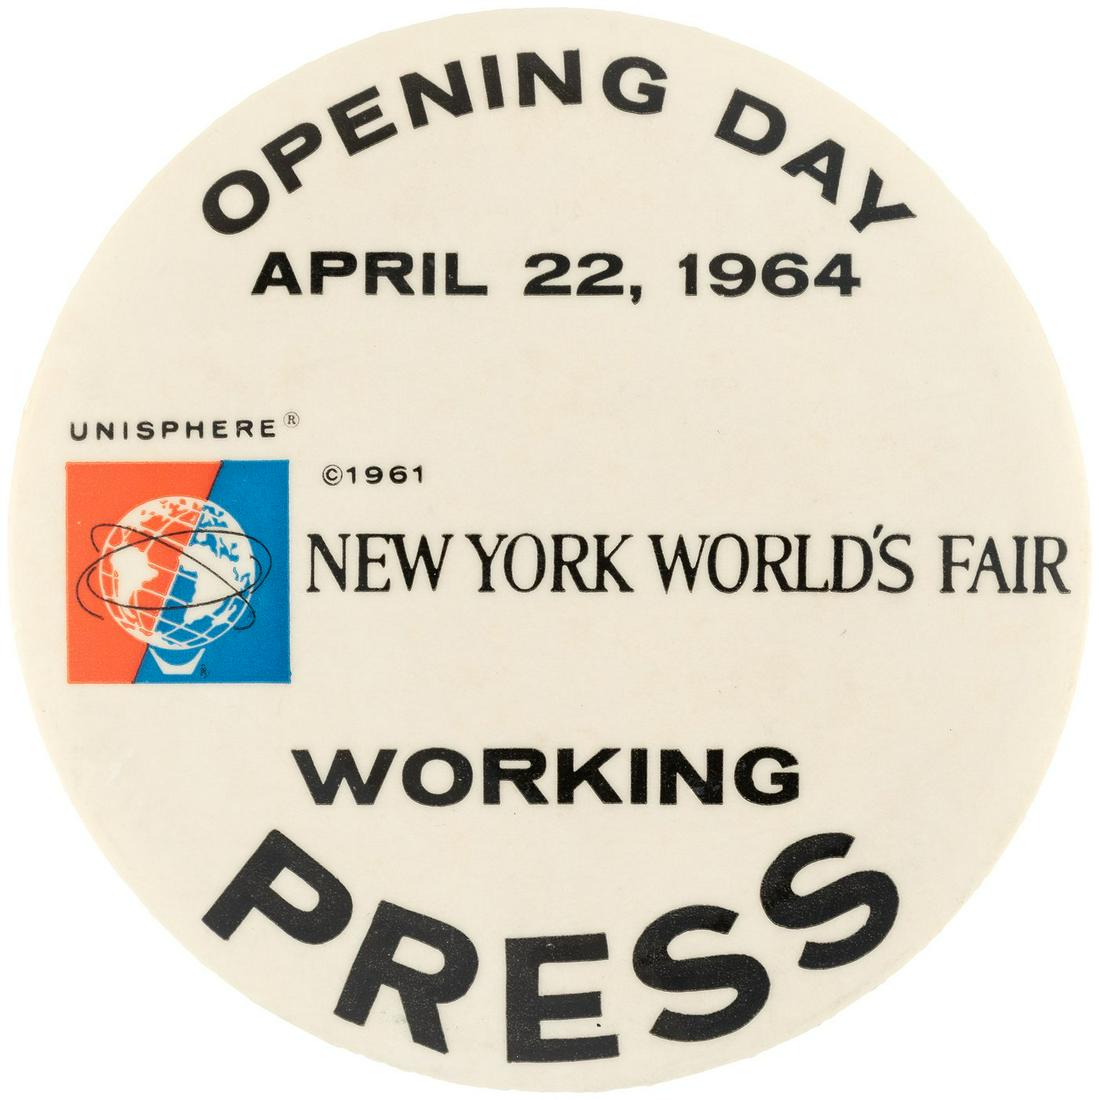 OPENING DAY
APRIL 22, 1964
UNISPHERE®
©1961
NEW YORK WORLD'S FAIR
WORKING
PRESS